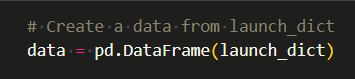 # Create a data from launch_dict
data = pd.DataFrame(launch_dict)